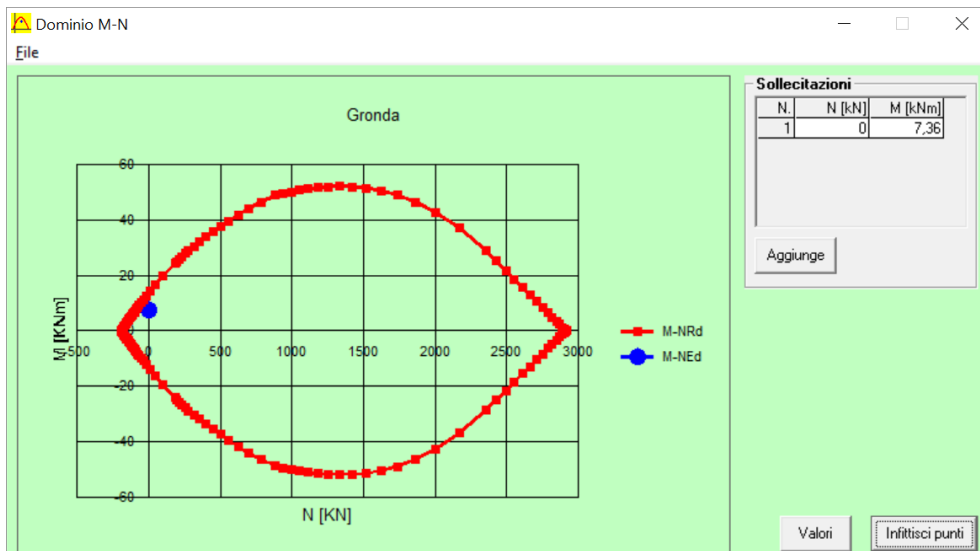 Dominio M-N
File
Gronda
60
40
20
0
-20
-40
-60
-500 0 500 1000 1500 2000 2500 3000
M [KNm]
N [KN]
M-NRd
M-NEd
Sollecitazioni
N. N [kN] M [kNm]
1 0 7,36
Aggiunge
Valori Infittisci punti